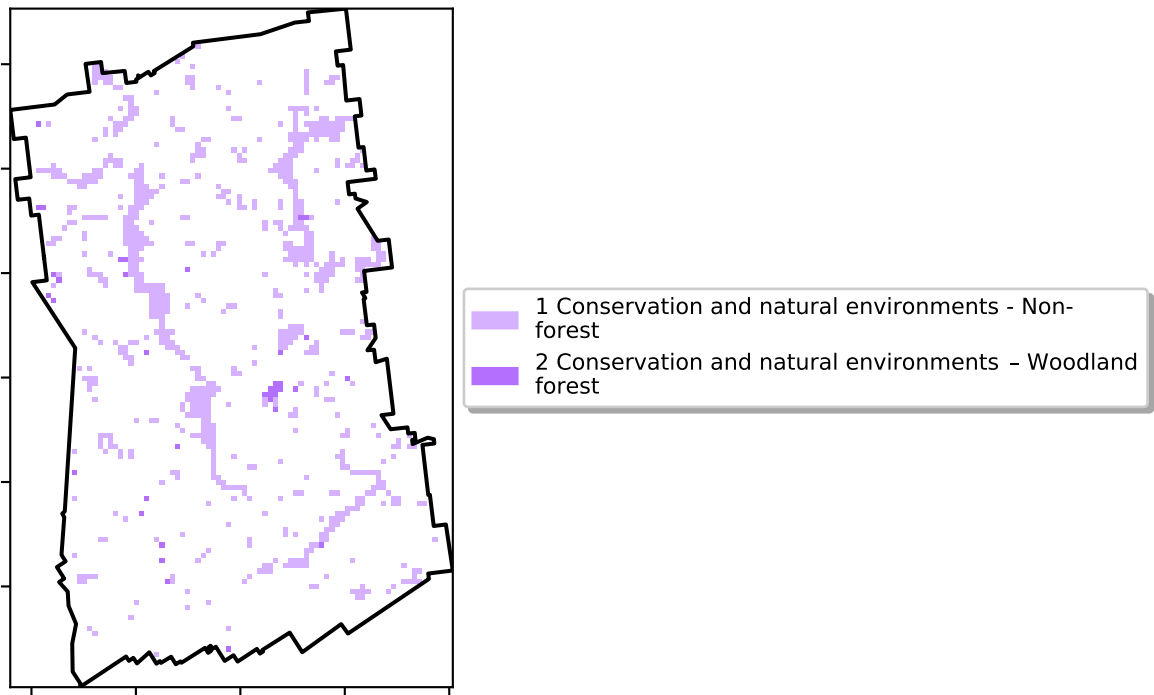 1 Conservation and natural environments - Non-
forest
2 Conservation and natural environments – Woodland
forest